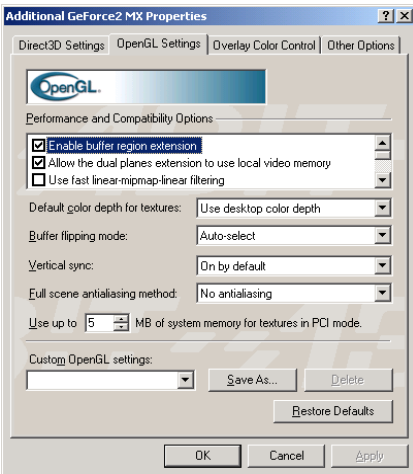 Additional GeForce2 MX Properties
Direct3D Settings OpenGL Settings Overlay Color Control Other Options
OpenGL.
Performance and Compatibility Options
Enable buffer region extension
Allow the dual planes extension to use local video memory
Use fast linear-mipmap-linear filtering
Default color depth for textures: Use desktop color depth
Buffer flipping mode: Auto-select
Vertical sync: On by default
Full scene antialiasing method: No antialiasing
Use up to 5 MB of system memory for textures in PCI mode.
Custom OpenGL settings:
Save As... Delete
Restore Defaults
OK Cancel Apply